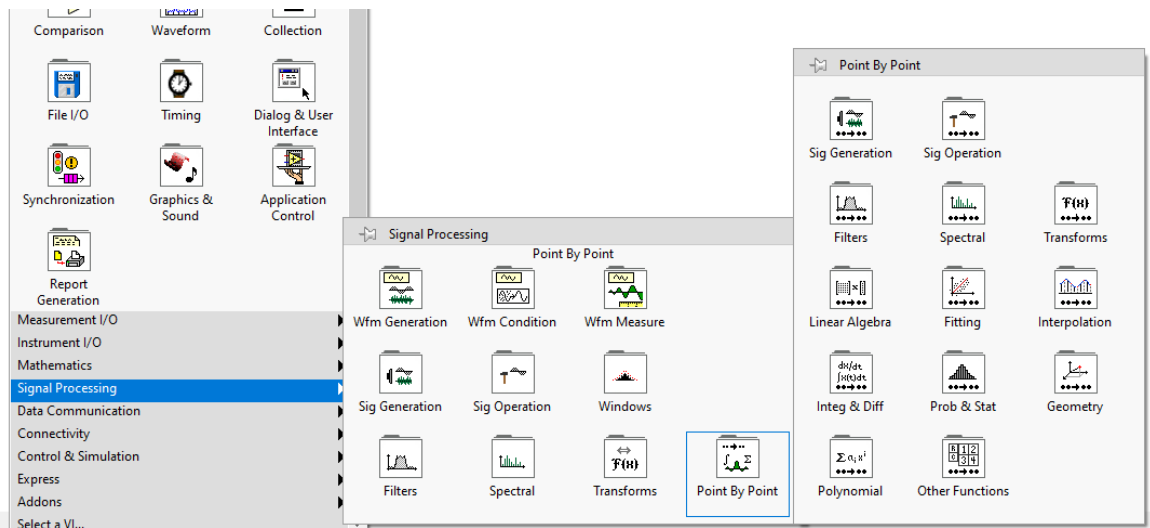 Comparison
Waveform
Collection
File I/O
Timing
Dialog & User
Interface
Synchronization
Graphics &
Sound
Application
Control
Report
Generation
Measurement I/O
Instrument I/O
Mathematics
Signal Processing
Data Communication
Connectivity
Control & Simulation
Express
Addons
Select a VI...
Signal Processing
Point By Point
Wfm Generation
Wfm Condition
Wfm Measure
Sig Generation
Sig Operation
Windows
Filters
Spectral
Transforms
Point By Point
Point By Point
Sig Generation
Sig Operation
Filters
Spectral
Transforms
Linear Algebra
Fitting
Interpolation
Integ & Diff
Prob & Stat
Geometry
Polynomial
Other Functions